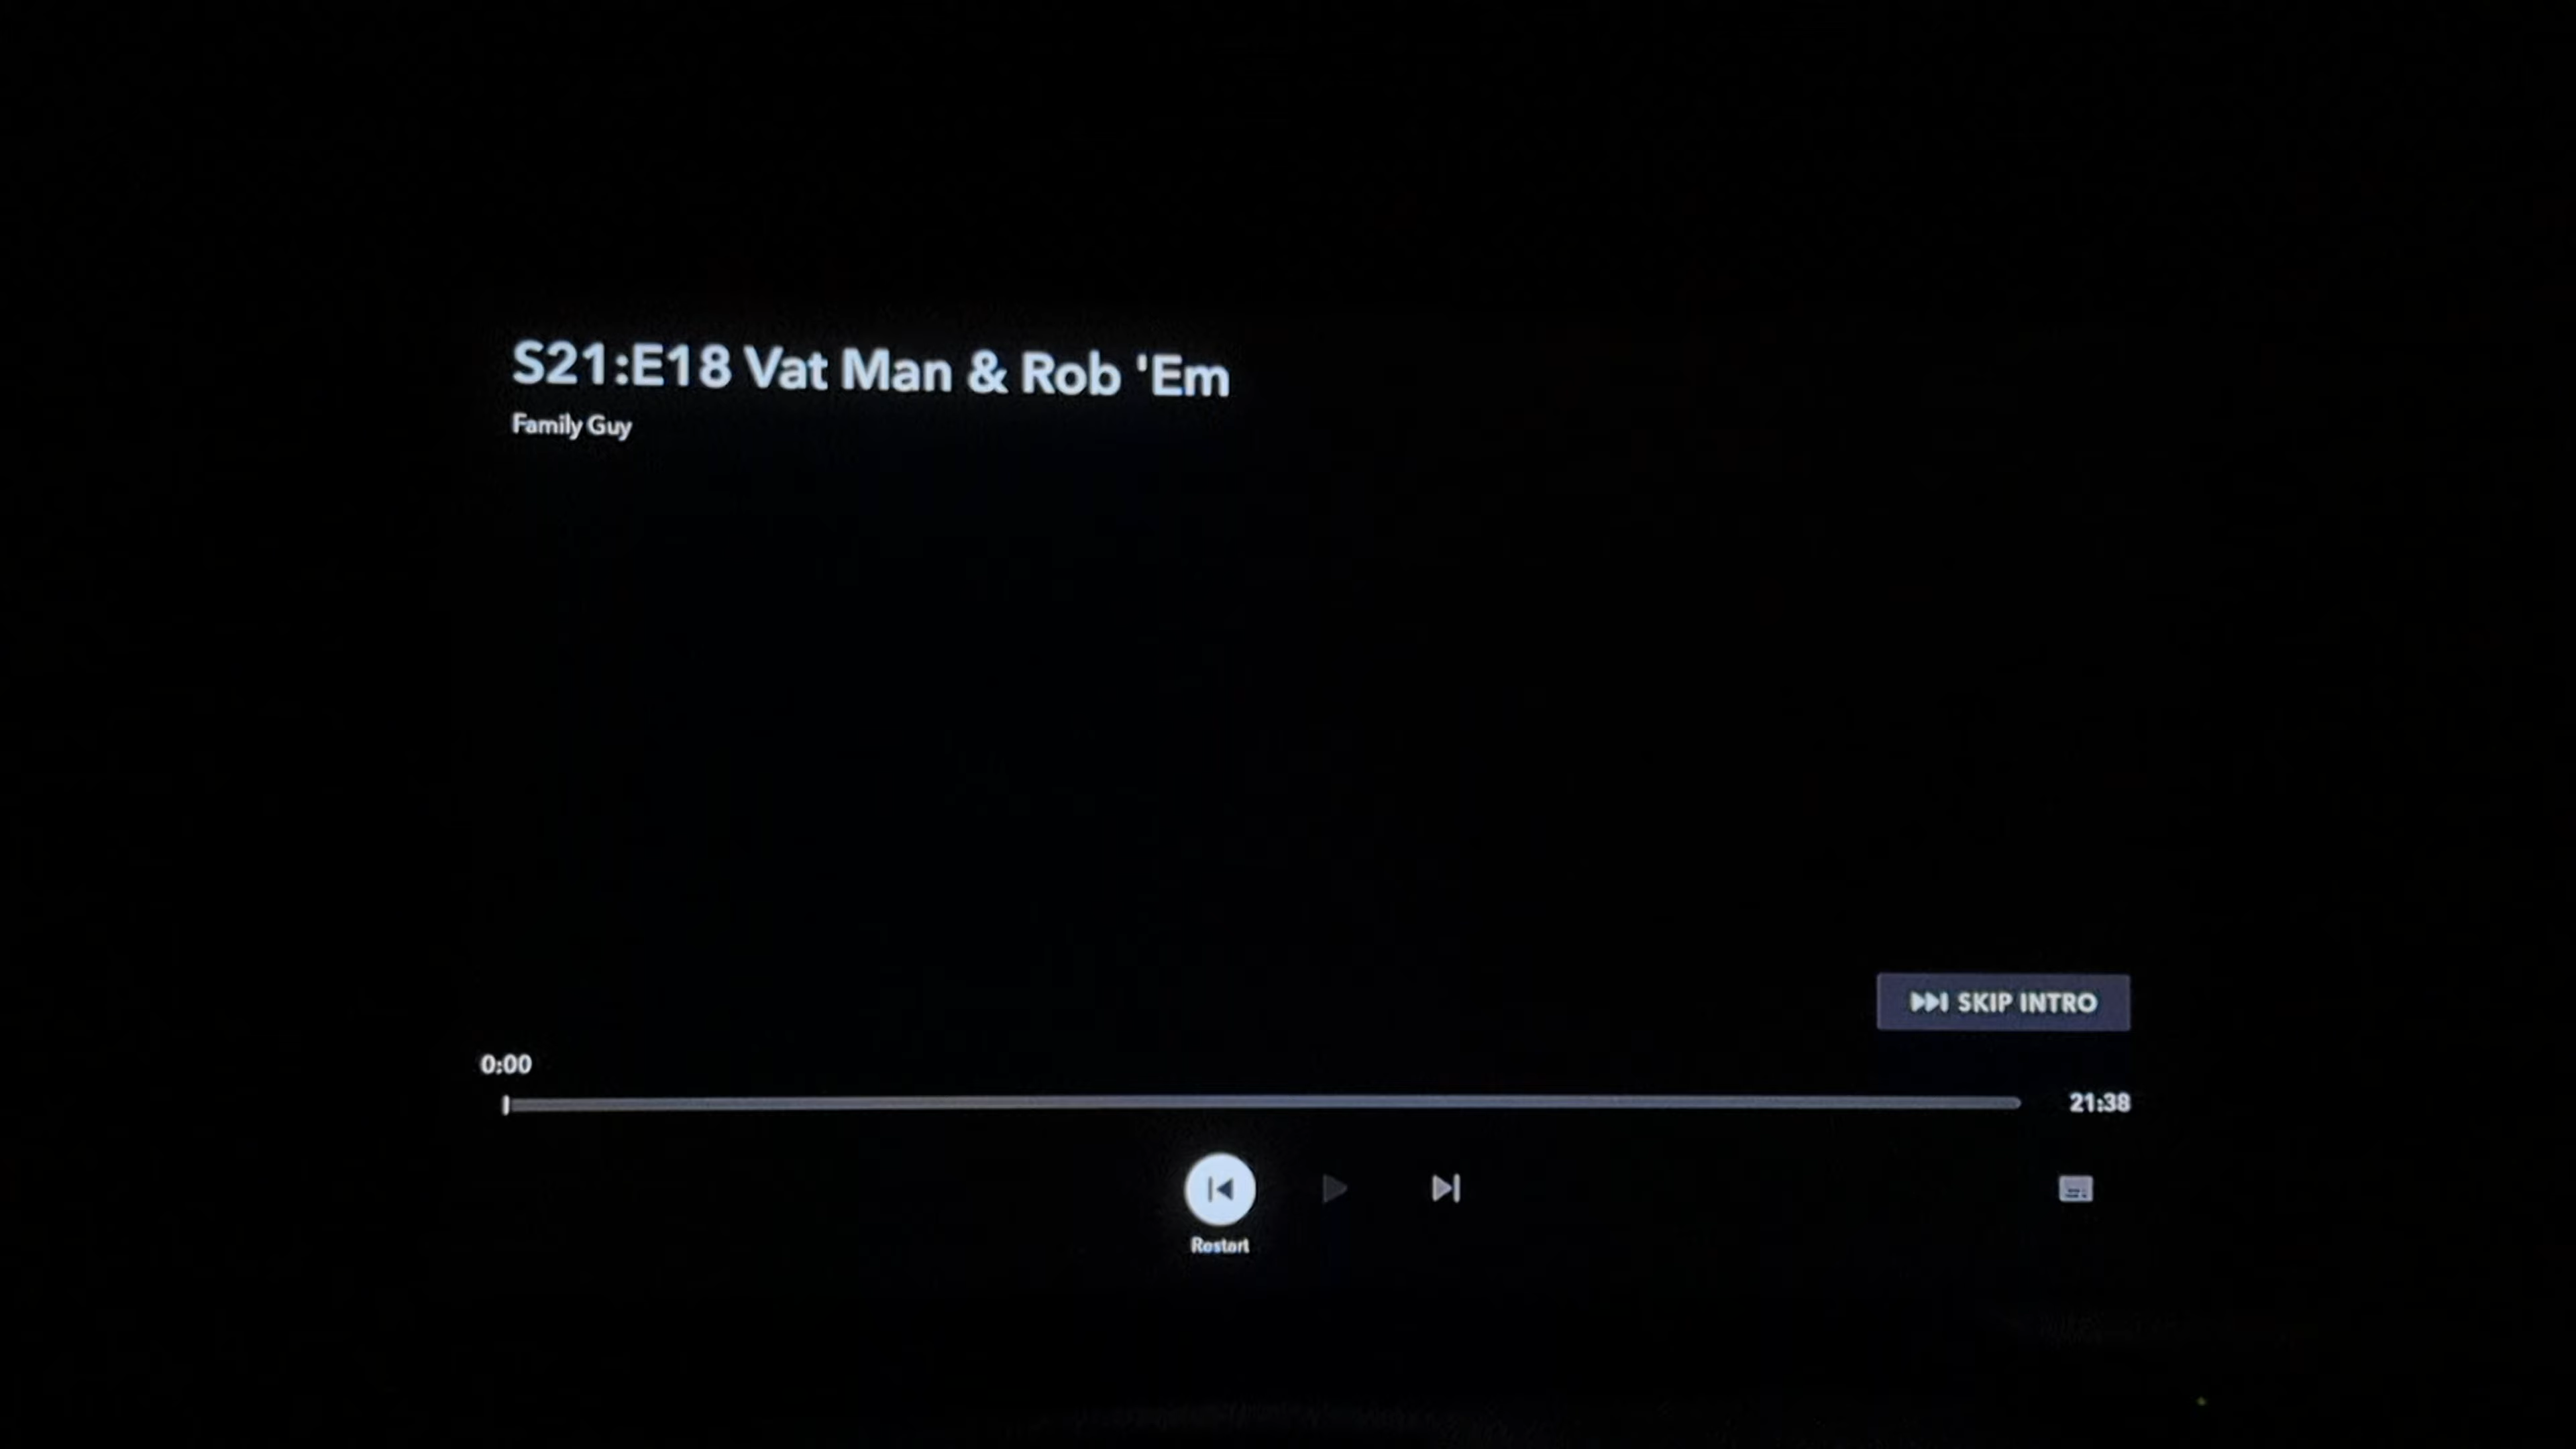 S21:E18 Vat Man & Rob 'Em
Family Guy
SKIP INTRO
0:00
21:38
Restart